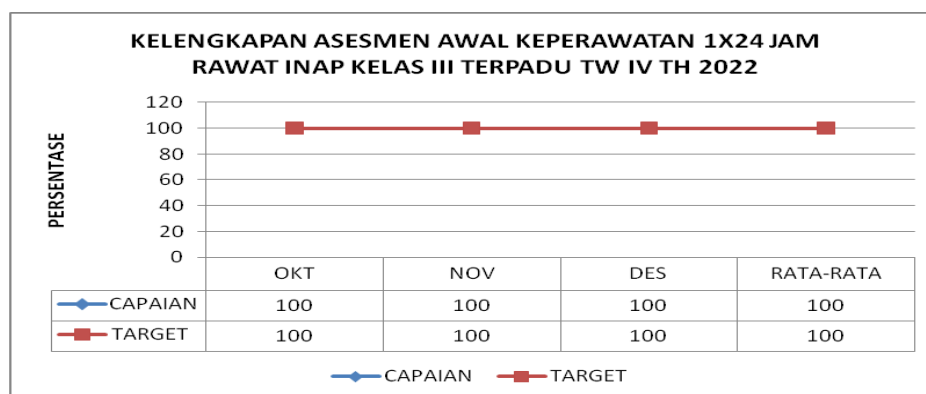 KELENGKAPAN ASESMEN AWAL KEPERAWATAN 1X24 JAM
RAWAT INAP KELAS III TERPADU TW IV TH 2022
PERSENTASE
120
100
80
60
40
20
0
OKT NOV DES RATA-RATA
CAPAIAN 100 100 100 100
TARGET 100 100 100 100
CAPAIAN TARGET